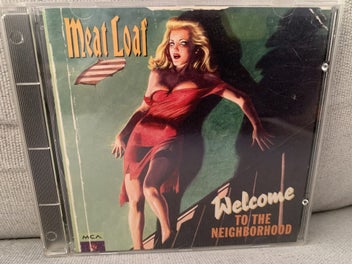 Meat Loaf
Welcome
TO THE
NEIGHBORHOOD
MCA